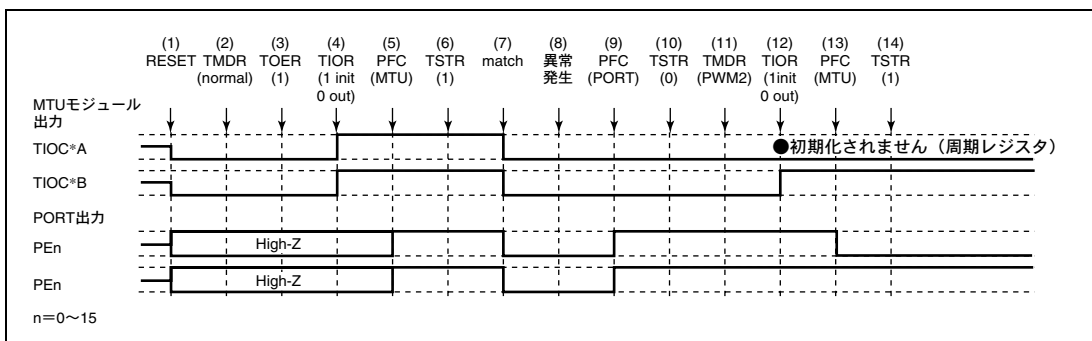 (1) (2) (3) (4) (5) (6) (7) (8) (9) (10) (11) (12) (13) (14)
RESET TMDR TOER TIOR PFC TSTR match 異常 PFC TSTR TMDR TIOR PFC TSTR
(normal) (1) (1 init (MTU) (1) 発生 (PORT) (0) (PWM2) (1init (MTU) (1)
0 out) 0 out)
MTUモジュール
出力
TIOC*A ●初期化されません（周期レジスタ）
TIOC*B
PORT出力
PEn High-Z
PEn High-Z
n＝0〜15